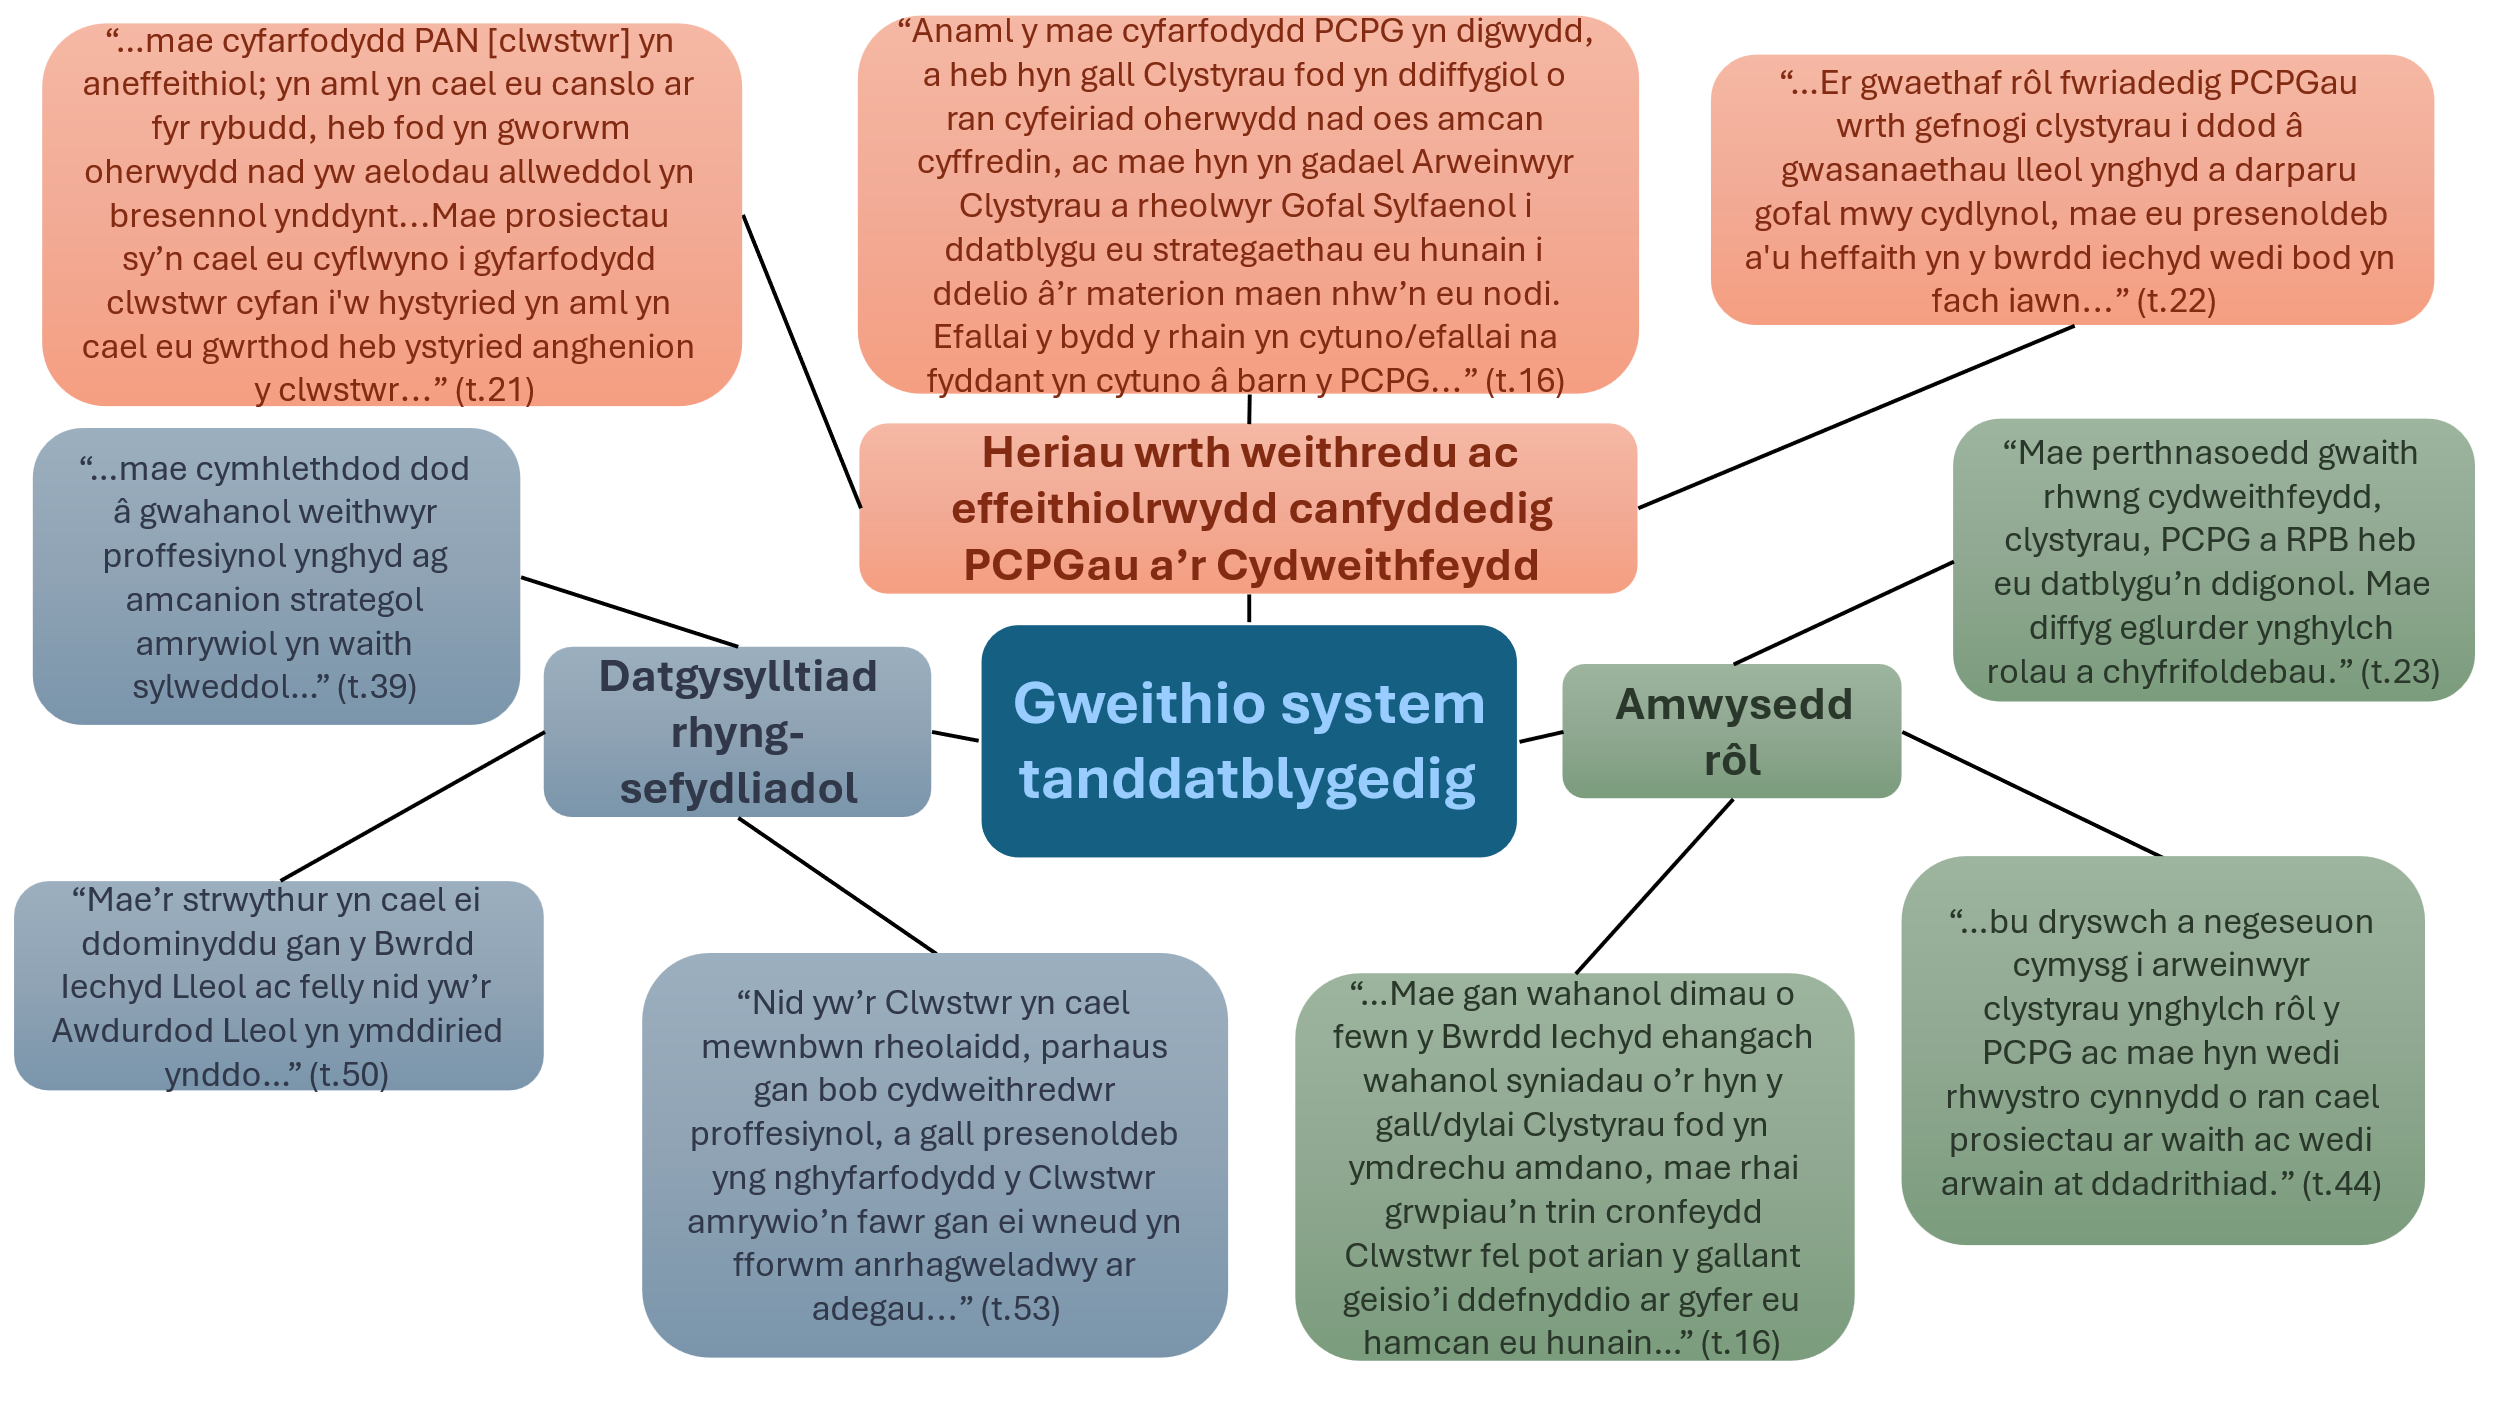 “...mae cyfarfodydd PAN [clwstwr] yn
aneffeithiol; yn aml yn cael eu canslo ar
fyr rybudd, heb fod yn gworwm
oherwydd nad yw aelodau allweddol yn
bresennol ynddynt...Mae prosiectau
sy’n cael eu cyflwyno i gyfarfodydd
clwstwr cyfan i'w hystyried yn aml yn
cael eu gwrthod heb ystyried anghenion
y clwstwr...” (t.21)
“Anaml y mae cyfarfodydd PCPG yn digwydd,
a heb hyn gall Clystyrau fod yn ddiffygiol o
ran cyfeiriad oherwydd nad oes amcan
cyffredin, ac mae hyn yn gadael Arweinwyr
Clystyrau a rheolwyr Gofal Sylfaenol i
ddatblygu eu strategaethau eu hunain i
ddelio â’r materion maen nhw’n eu nodi.
Efallai y bydd y rhain yn cytuno/efallai na
fyddant yn cytuno â barn y PCPG...” (t.16)
“...Er gwaethaf rôl fwriadedig PCPGau
wrth gefnogi clystyrau i ddod â
gwasanaethau lleol ynghyd a darparu
gofal mwy cydlynol, mae eu presenoldeb
a'u heffaith yn y bwrdd iechyd wedi bod yn
fach iawn...” (t.22)
Heriau wrth weithredu ac
effeithiolrwydd canfyddedig
PCPGau a’r Cydweithfeydd
“...mae cymhlethdod dod
â gwahanol weithwyr
proffesiynol ynghyd ag
amcanion strategol
amrywiol yn waith
sylweddol...” (t.39)
“Mae perthnasoedd gwaith
rhwng cydweithfeydd,
clystyrau, PCPG a RPB heb
eu datblygu’n ddigonol. Mae
diffyg eglurder ynghylch
rolau a chyfrifoldebau.” (t.23)
Datgysylltiad
rhyng-
sefydliadol
Gweithio system
tanddatblygedig
Amwysedd
rôl
“Mae’r strwythur yn cael ei
ddominyddu gan y Bwrdd
Iechyd Lleol ac felly nid yw’r
Awdurdod Lleol yn ymddiried
ynddo...” (t.50)
“Nid yw’r Clwstwr yn cael
mewnbwn rheolaidd, parhaus
gan bob cydweithredwr
proffesiynol, a gall presenoldeb
yng nghyfarfodydd y Clwstwr
amrywio’n fawr gan ei wneud yn
fforwm anrhagweladwy ar
adegau...” (t.53)
“...Mae gan wahanol dimau o
fewn y Bwrdd Iechyd ehangach
wahanol syniadau o’r hyn y
gall/dylai Clystyrau fod yn
ymdrechu amdano, mae rhai
grwpiau’n trin cronfeydd
Clwstwr fel pot arian y gallant
geisio’i ddefnyddio ar gyfer eu
hamcan eu hunain...” (t.16)
“...bu dryswch a negeseuon
cymysg i arweinwyr
clystyrau ynghylch rôl y
PCPG ac mae hyn wedi
rhwystro cynnydd o ran cael
prosiectau ar waith ac wedi
arwain at ddadrithiad.” (t.44)